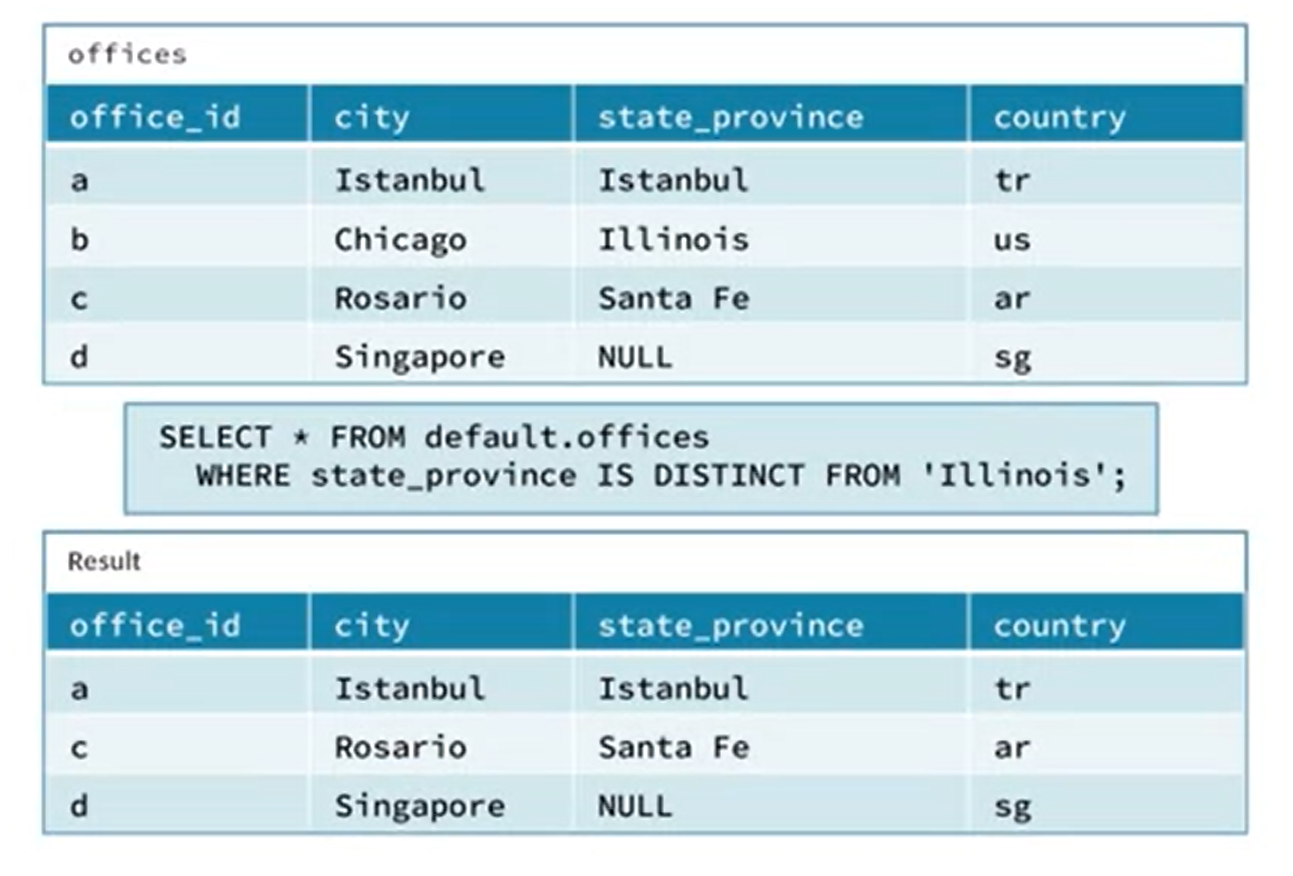 offices
office_id city state_province country
a Istanbul Istanbul tr
b Chicago Illinois us
c Rosario Santa Fe ar
d Singapore NULL sg
SELECT * FROM default.offices
WHERE state_province IS DISTINCT FROM 'Illinois';
Result
office_id city state_province country
a Istanbul Istanbul tr
c Rosario Santa Fe ar
d Singapore NULL sg